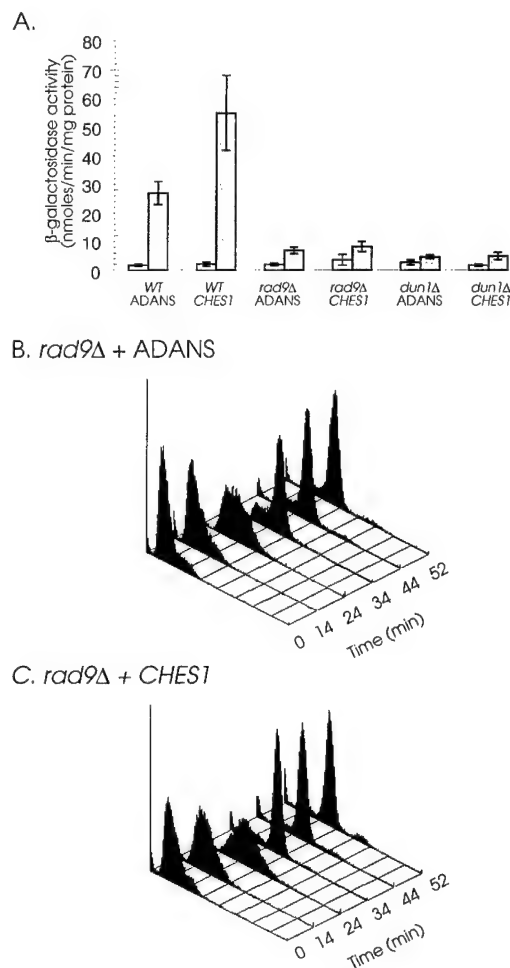 A.
β-galactosidase activity
(nmoles/min/mg protein)
80
70
60
50
40
30
20
10
0
WT
ADANS
WT
CHES1
rad9Δ
ADANS
rad9Δ
CHES1
dun1Δ
ADANS
dun1Δ
CHES1
B. rad9Δ + ADANS
0 14 24 34 44 52
Time (min)
C. rad9Δ + CHES1
0 14 24 34 44 52
Time (min)